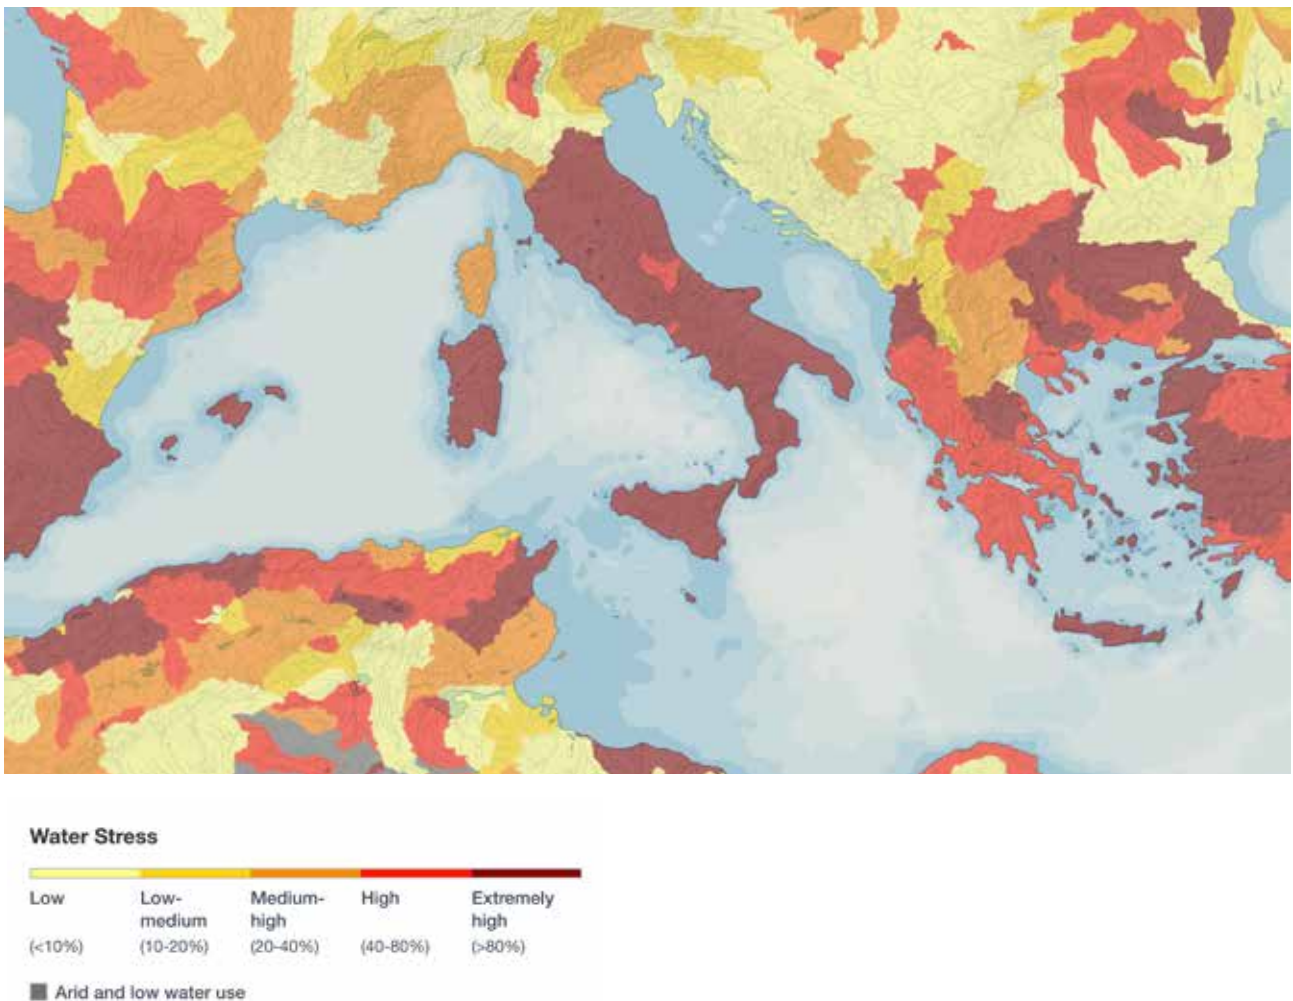 Water Stress
Low Low-medium Medium-high High Extremely high
(<10%) (10-20%) (20-40%) (40-80%) (>80%)
Arid and low water use